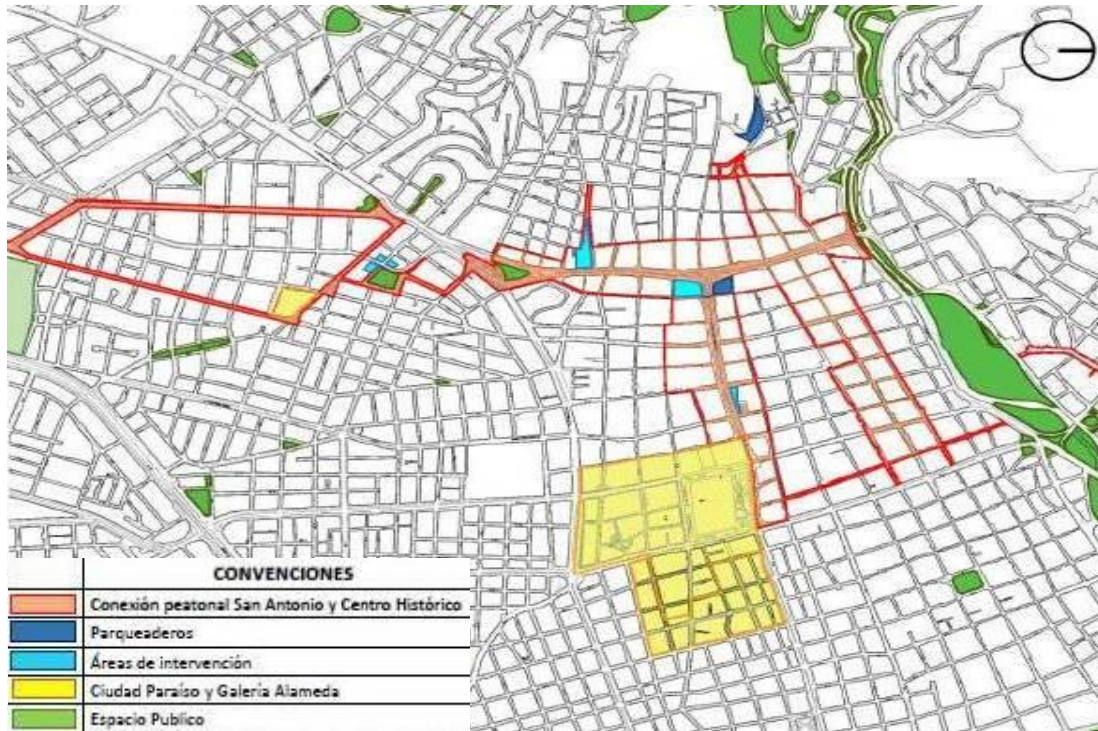 CONVENCIONES
Conexión peatonal San Antonio y Centro Histórico
Parqueaderos
Áreas de intervención
Ciudad Paraíso y Galería Alameda
Espacio Publico